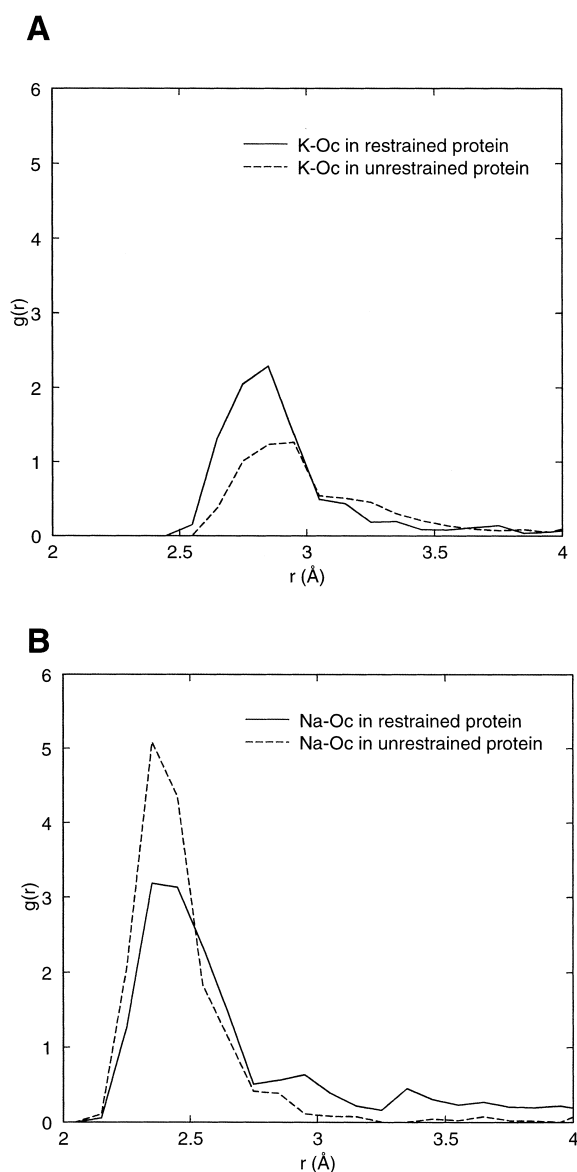 A
6
5
4
3
2
1
0
g(r)
K-Oc in restrained protein
K-Oc in unrestrained protein
2 2.5 3 3.5 4
r (Å)
B
6
5
4
3
2
1
0
g(r)
Na-Oc in restrained protein
Na-Oc in unrestrained protein
2 2.5 3 3.5 4
r (Å)